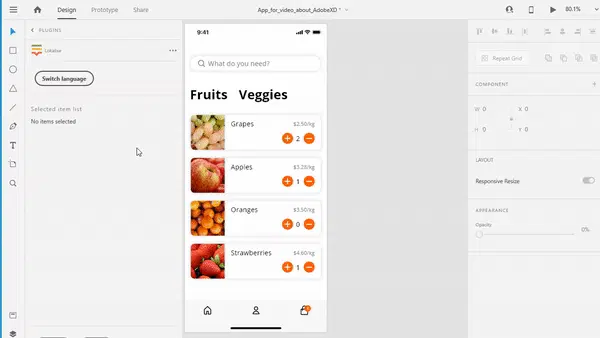 Design Prototype Share
App_for_video_about_AdobeXD *
80.1%
PLUGINS
Lokalise
Switch language
Selected item list
No items selected
9:41
What do you need?
Fruits Veggies
Grapes $2.50/kg
2
Apples $3.28/kg
1
Oranges $3.50/kg
0
Strawberries $4.60/kg
1
Repeat Grid
COMPONENT
W 0 X 0
H 0 Y 0
LAYOUT
Responsive Resize
APPEARANCE
Opacity
0%